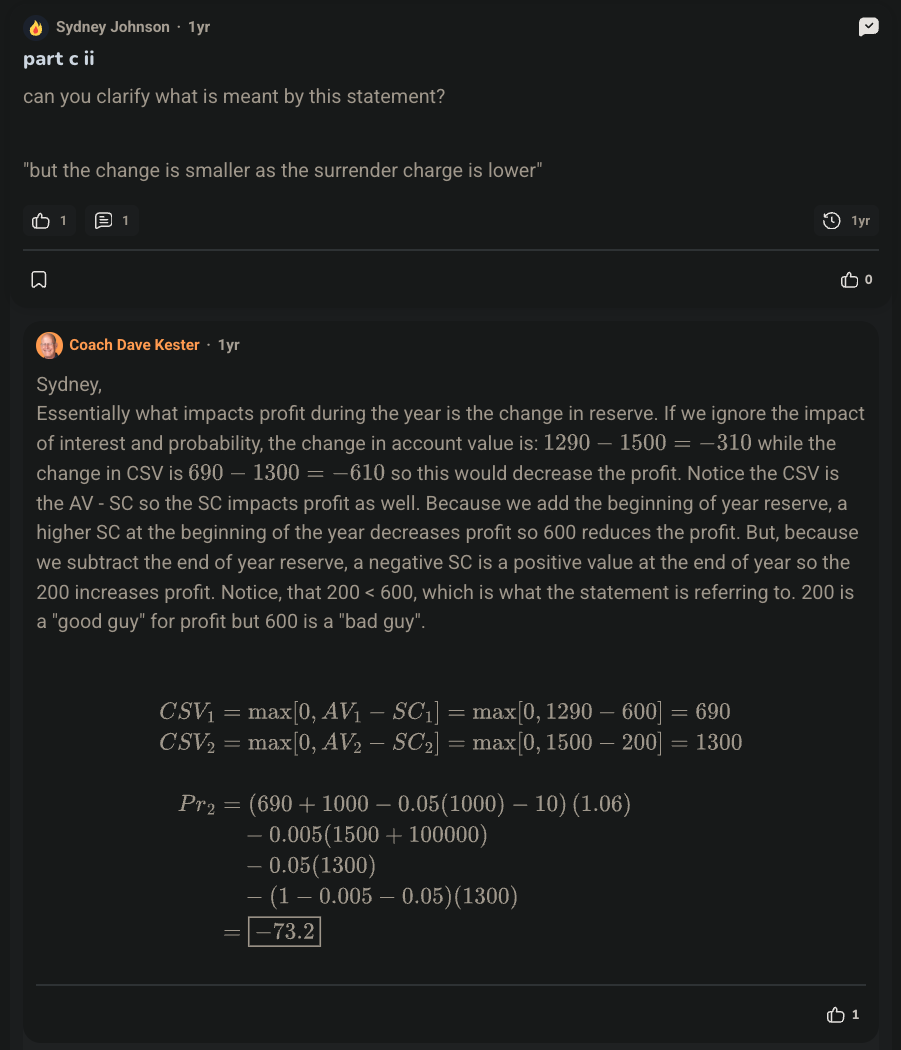 Sydney Johnson · 1yr
part c ii
can you clarify what is meant by this statement?
"but the change is smaller as the surrender charge is lower"
1 1 1yr
0
Coach Dave Kester · 1yr
Sydney,
Essentially what impacts profit during the year is the change in reserve. If we ignore the impact
of interest and probability, the change in account value is: 1290 − 1500 = −310 while the
change in CSV is 690 − 1300 = −610 so this would decrease the profit. Notice the CSV is
the AV - SC so the SC impacts profit as well. Because we add the beginning of year reserve, a
higher SC at the beginning of the year decreases profit so 600 reduces the profit. But, because
we subtract the end of year reserve, a negative SC is a positive value at the end of year so the
200 increases profit. Notice, that 200 < 600, which is what the statement is referring to. 200 is
a "good guy" for profit but 600 is a "bad guy".
CSV₁ = max[0, AV₁ − SC₁] = max[0, 1290 − 600] = 690
CSV₂ = max[0, AV₂ − SC₂] = max[0, 1500 − 200] = 1300
Pr₂ = (690 + 1000 − 0.05(1000) − 10) (1.06)
− 0.005(1500 + 100000)
− 0.05(1300)
− (1 − 0.005 − 0.05)(1300)
= −73.2
1